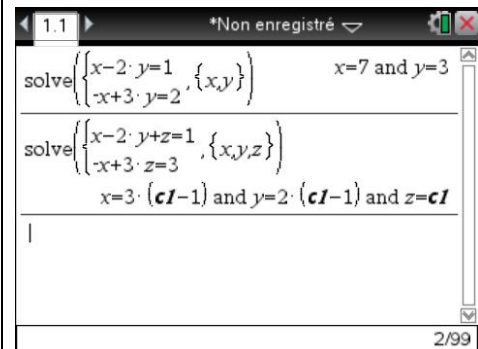 1.1 *Non enregistré
solve({x-2·y=1
-x+3·y=2 ,{x,y}) x=7 and y=3
solve({x-2·y+z=1
-x+3·z=3 ,{x,y,z})
x=3·(c1-1) and y=2·(c1-1) and z=c1
2/99